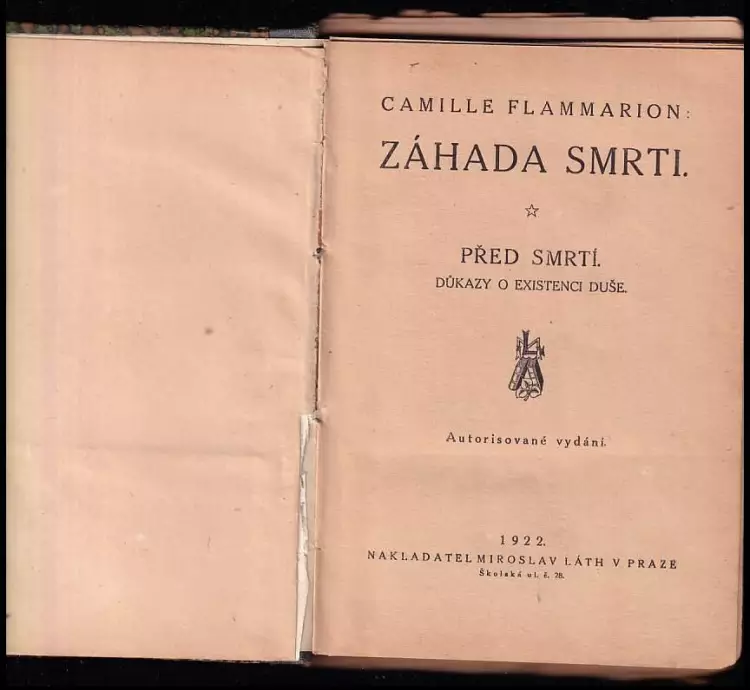 CAMILLE FLAMMARION:
ZÁHADA SMRTI.
PŘED SMRTÍ.
DŮKAZY O EXISTENCI DUŠE.
Autorisované vydání.
1922.
NAKLADATEL MIROSLAV LÁTH V PRAZE
Školská ul. č. 28.